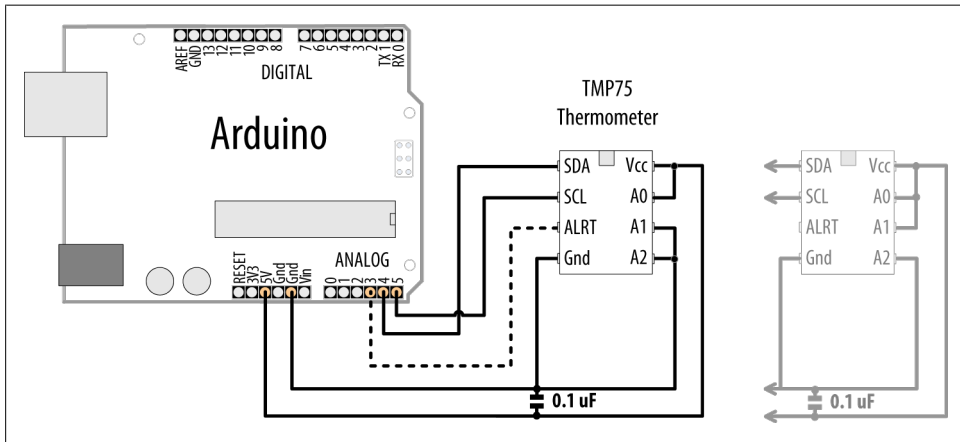 AREF
GND
13
12
11
10
9
8
7
6
5
4
3
2
TX 1
RX 0
DIGITAL
Arduino
ANALOG
RESET
3V3
5V
Gnd
Gnd
Vin
0
1
2
3
4
5
TMP75
Thermometer
SDA Vcc
SCL A0
ALRT A1
Gnd A2
0.1 uF
SDA Vcc
SCL A0
ALRT A1
Gnd A2
0.1 uF